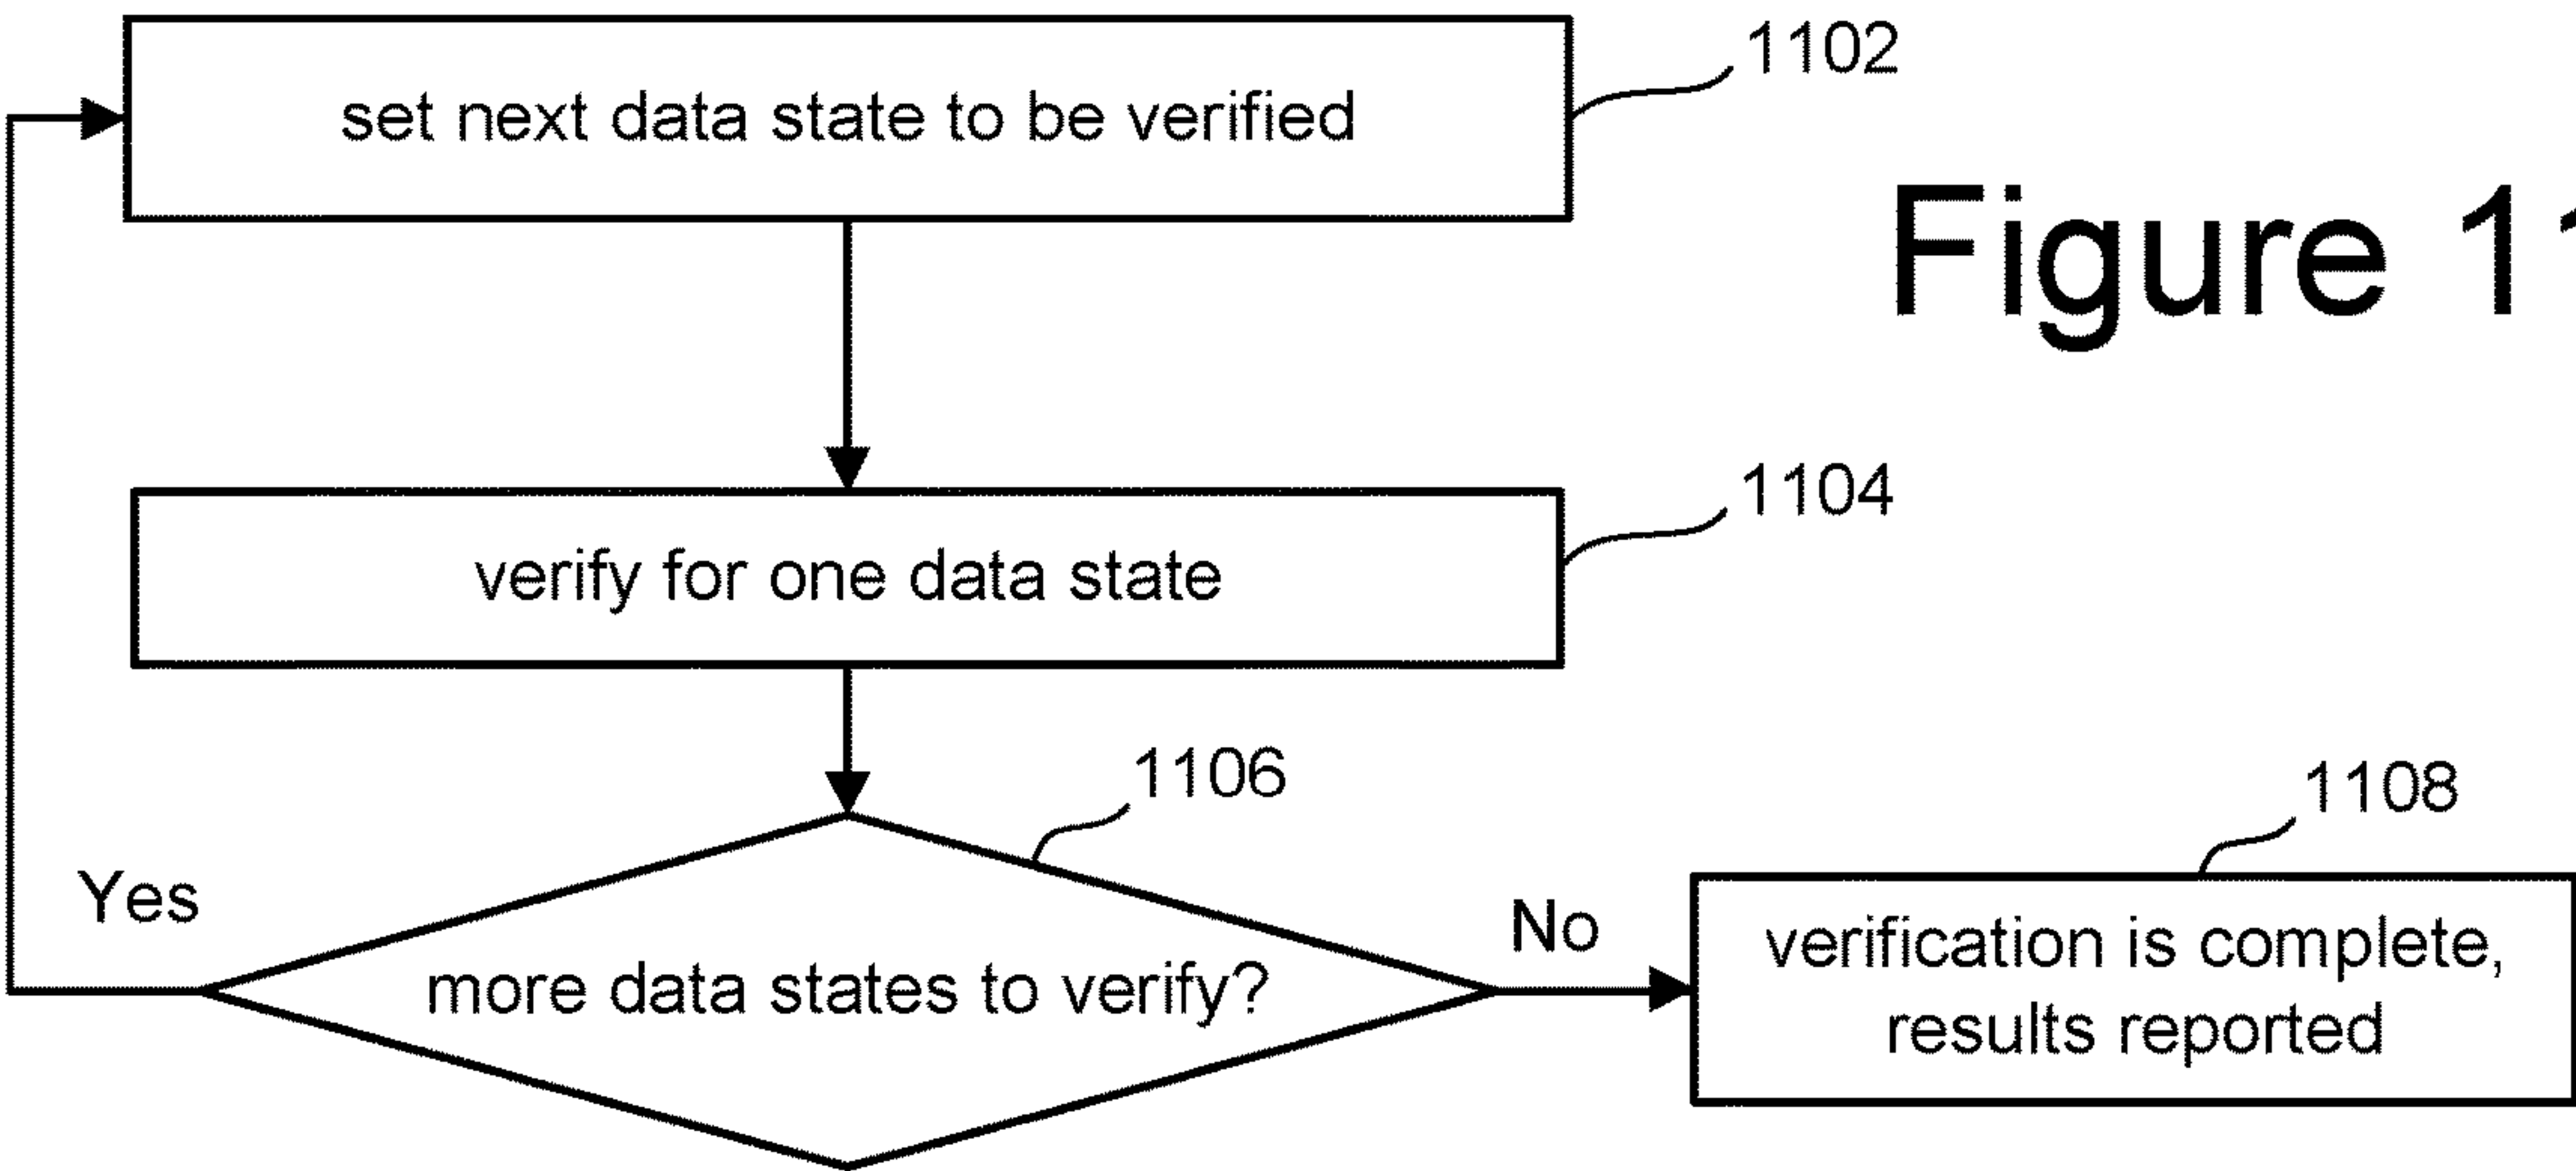 1102
set next data state to be verified
Figure 11
1104
verify for one data state
1106
1108
Yes
No
more data states to verify?
verification is complete,
results reported